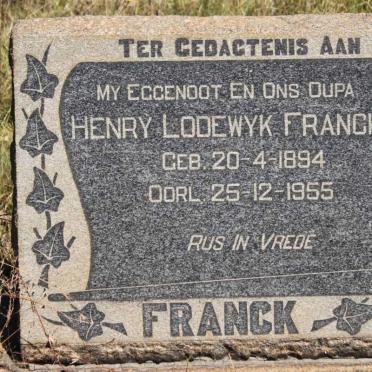 TER GEDAGTENIS AAN
MY EGGENOOT EN ONS OUPA
HENRY LODEWYK FRANCK
GEB. 20-4-1894
OORL. 25-12-1955
RUS IN VREDE
FRANCK